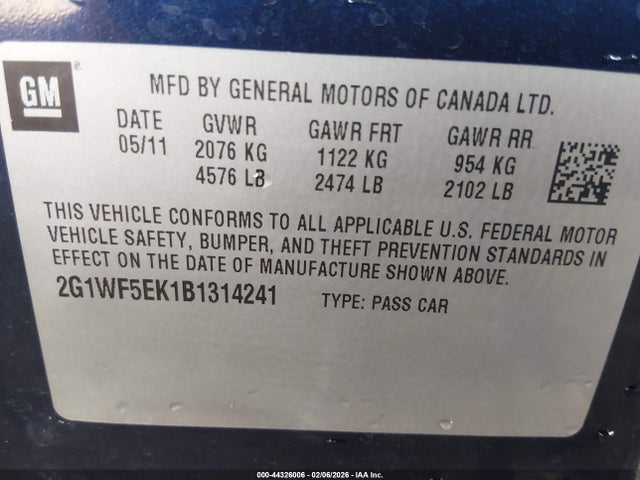 GM
MFD BY GENERAL MOTORS OF CANADA LTD.
DATE GVWR GAWR FRT GAWR RR
05/11 2076 KG 1122 KG 954 KG
4576 LB 2474 LB 2102 LB
THIS VEHICLE CONFORMS TO ALL APPLICABLE U.S. FEDERAL MOTOR
VEHICLE SAFETY, BUMPER, AND THEFT PREVENTION STANDARDS IN
EFFECT ON THE DATE OF MANUFACTURE SHOWN ABOVE.
2G1WF5EK1B1314241 TYPE: PASS CAR
000-44326006 - 02/06/2026 - IAA Inc.